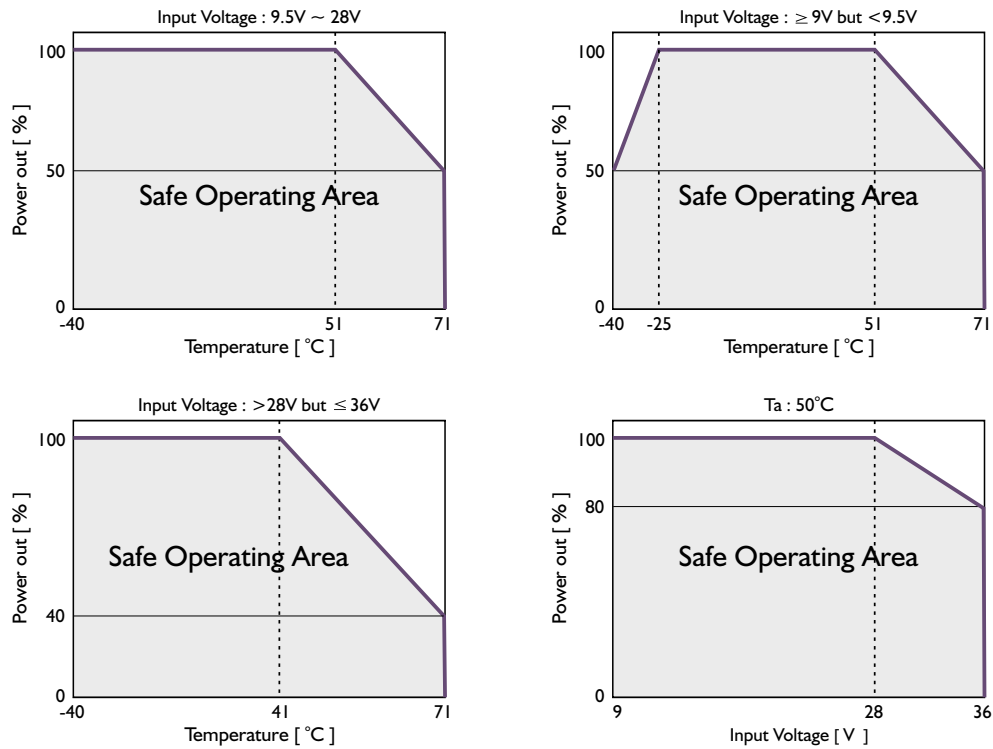 Input Voltage : 9.5V ~ 28V
100
50
0
Power out [ % ]
Safe Operating Area
-40
51
71
Temperature [ °C ]
Input Voltage : ≥ 9V but <9.5V
100
50
0
Power out [ % ]
Safe Operating Area
-40
-25
51
71
Temperature [ °C ]
Input Voltage : >28V but ≤ 36V
100
40
0
Power out [ % ]
Safe Operating Area
-40
41
71
Temperature [ °C ]
Ta : 50°C
100
80
0
Power out [ % ]
Safe Operating Area
9
28
36
Input Voltage [ V ]